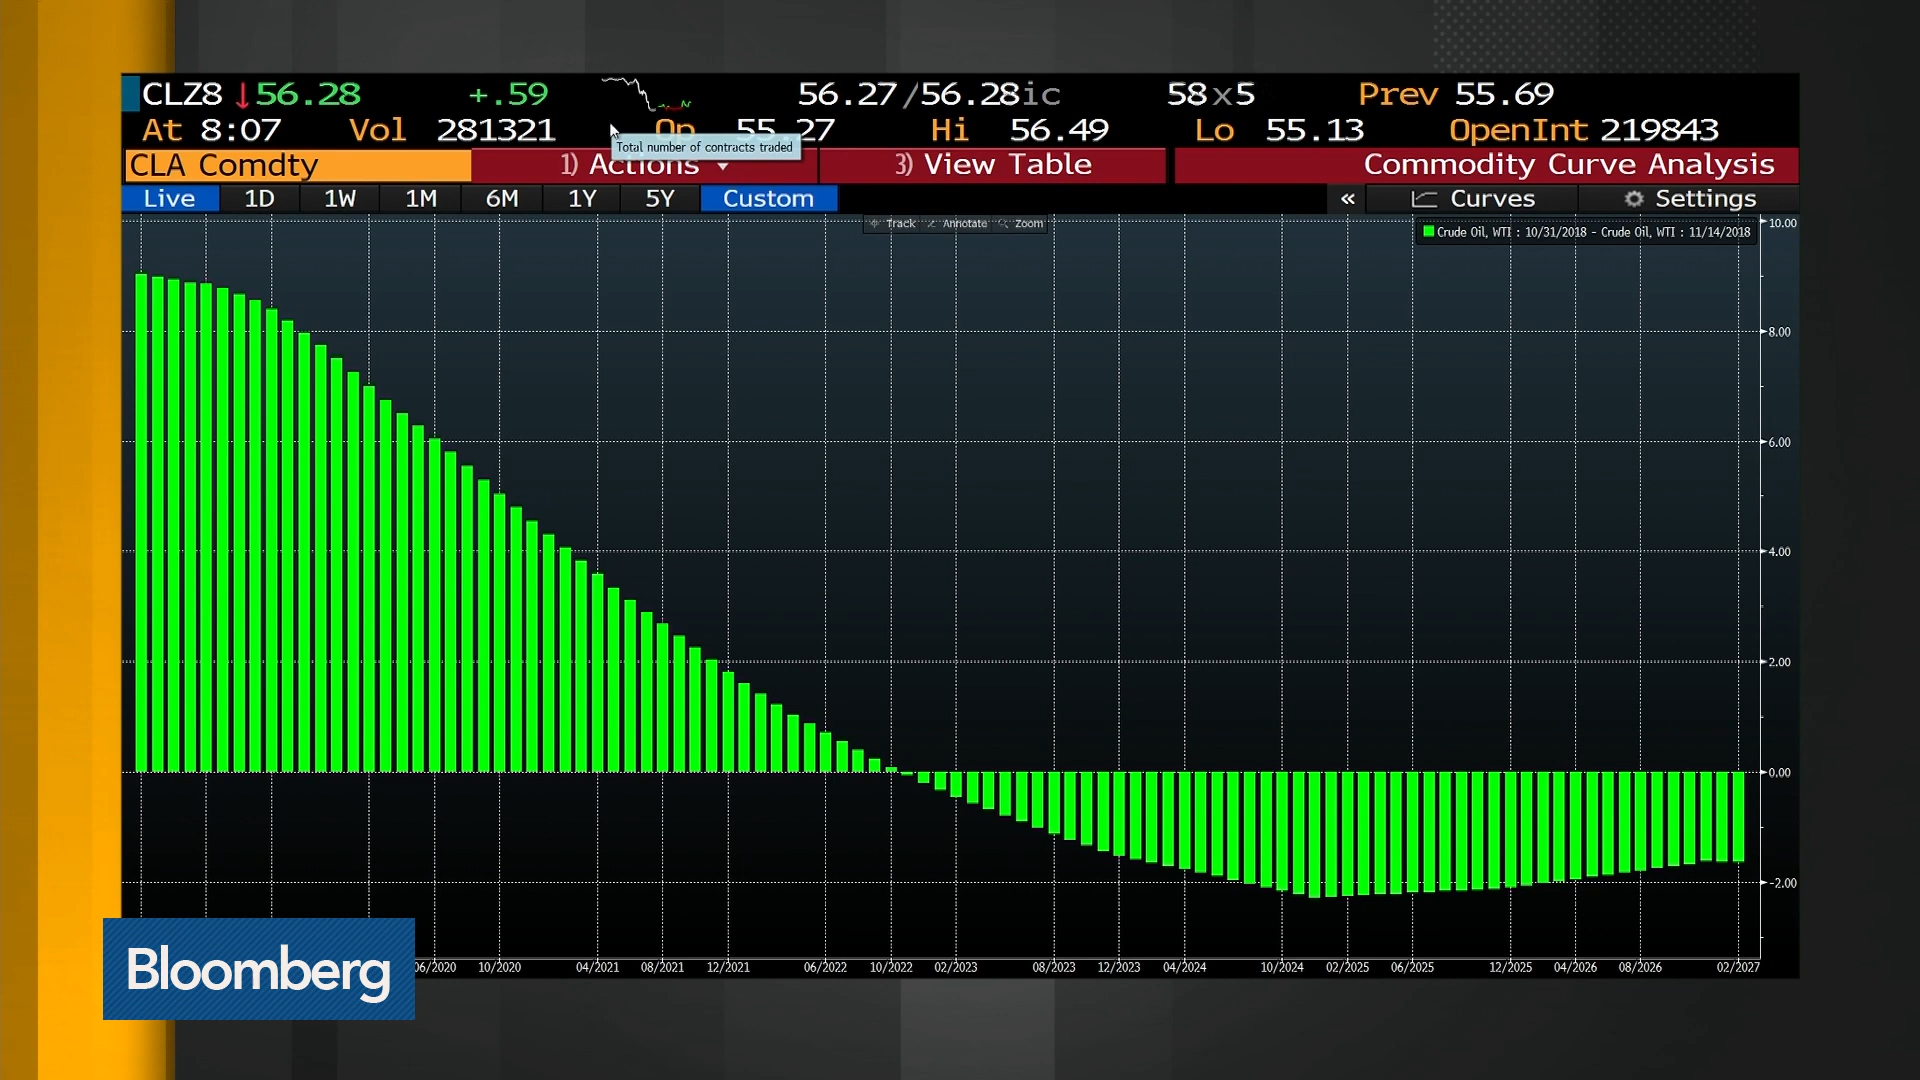 CLZ8 ↓56.28 +.59 56.27/56.28ic 58x5 Prev 55.69
At 8:07 Vol 281321 Op 55.27 Hi 56.49 Lo 55.13 OpenInt 219843
Total number of contracts traded
CLA Comdty 1) Actions 3) View Table Commodity Curve Analysis
Live 1D 1W 1M 6M 1Y 5Y Custom « Curves Settings
Track Annotate Zoom
Crude Oil, WTI : 10/31/2018 - Crude Oil, WTI : 11/14/2018
10.00
8.00
6.00
4.00
2.00
0.00
-2.00
06/2020 10/2020 04/2021 08/2021 12/2021 06/2022 10/2022 02/2023 08/2023 12/2023 04/2024 10/2024 02/2025 06/2025 12/2025 04/2026 08/2026 02/2027
Bloomberg